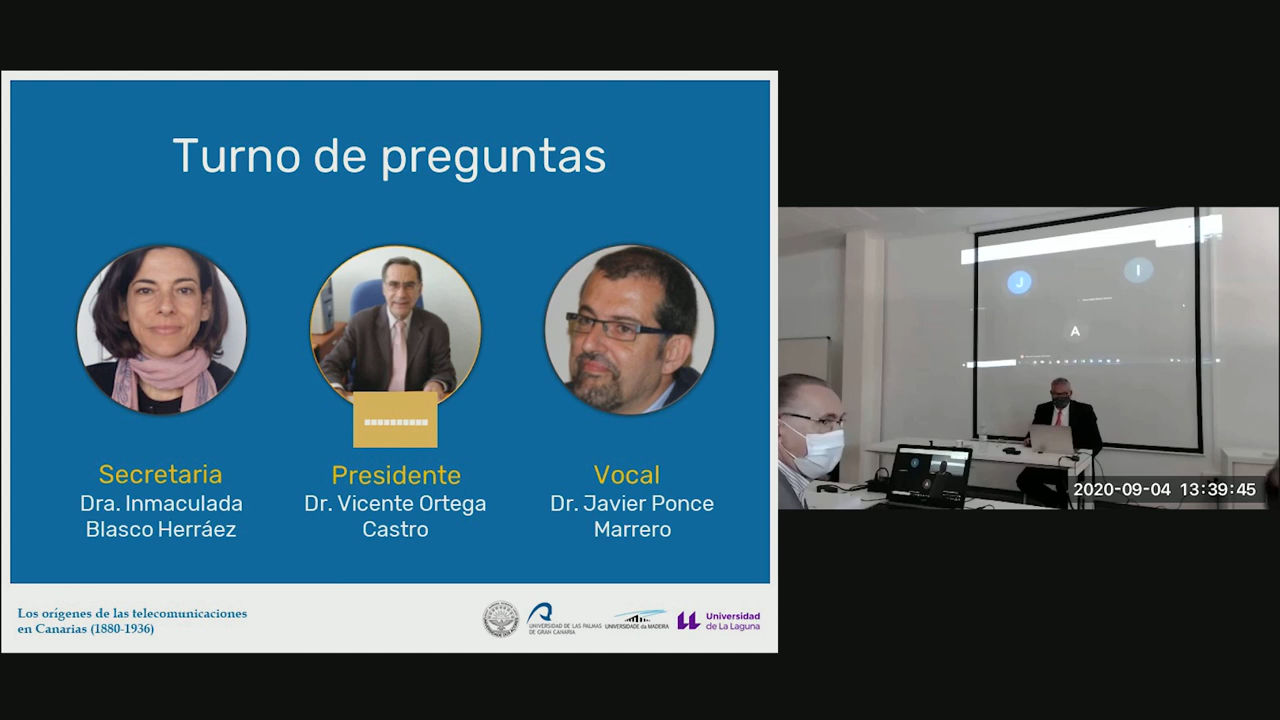 Turno de preguntas
Secretaria
Dra. Inmaculada
Blasco Herráez
Presidente
Dr. Vicente Ortega
Castro
Vocal
Dr. Javier Ponce
Marrero
Los orígenes de las telecomunicaciones
en Canarias (1880-1936)
UNIVERSIDAD DE LAS PALMAS
DE GRAN CANARIA
UNIVERSIDADE da MADEIRA
Universidad
de La Laguna
J
I
A
2020-09-04 13:39:45